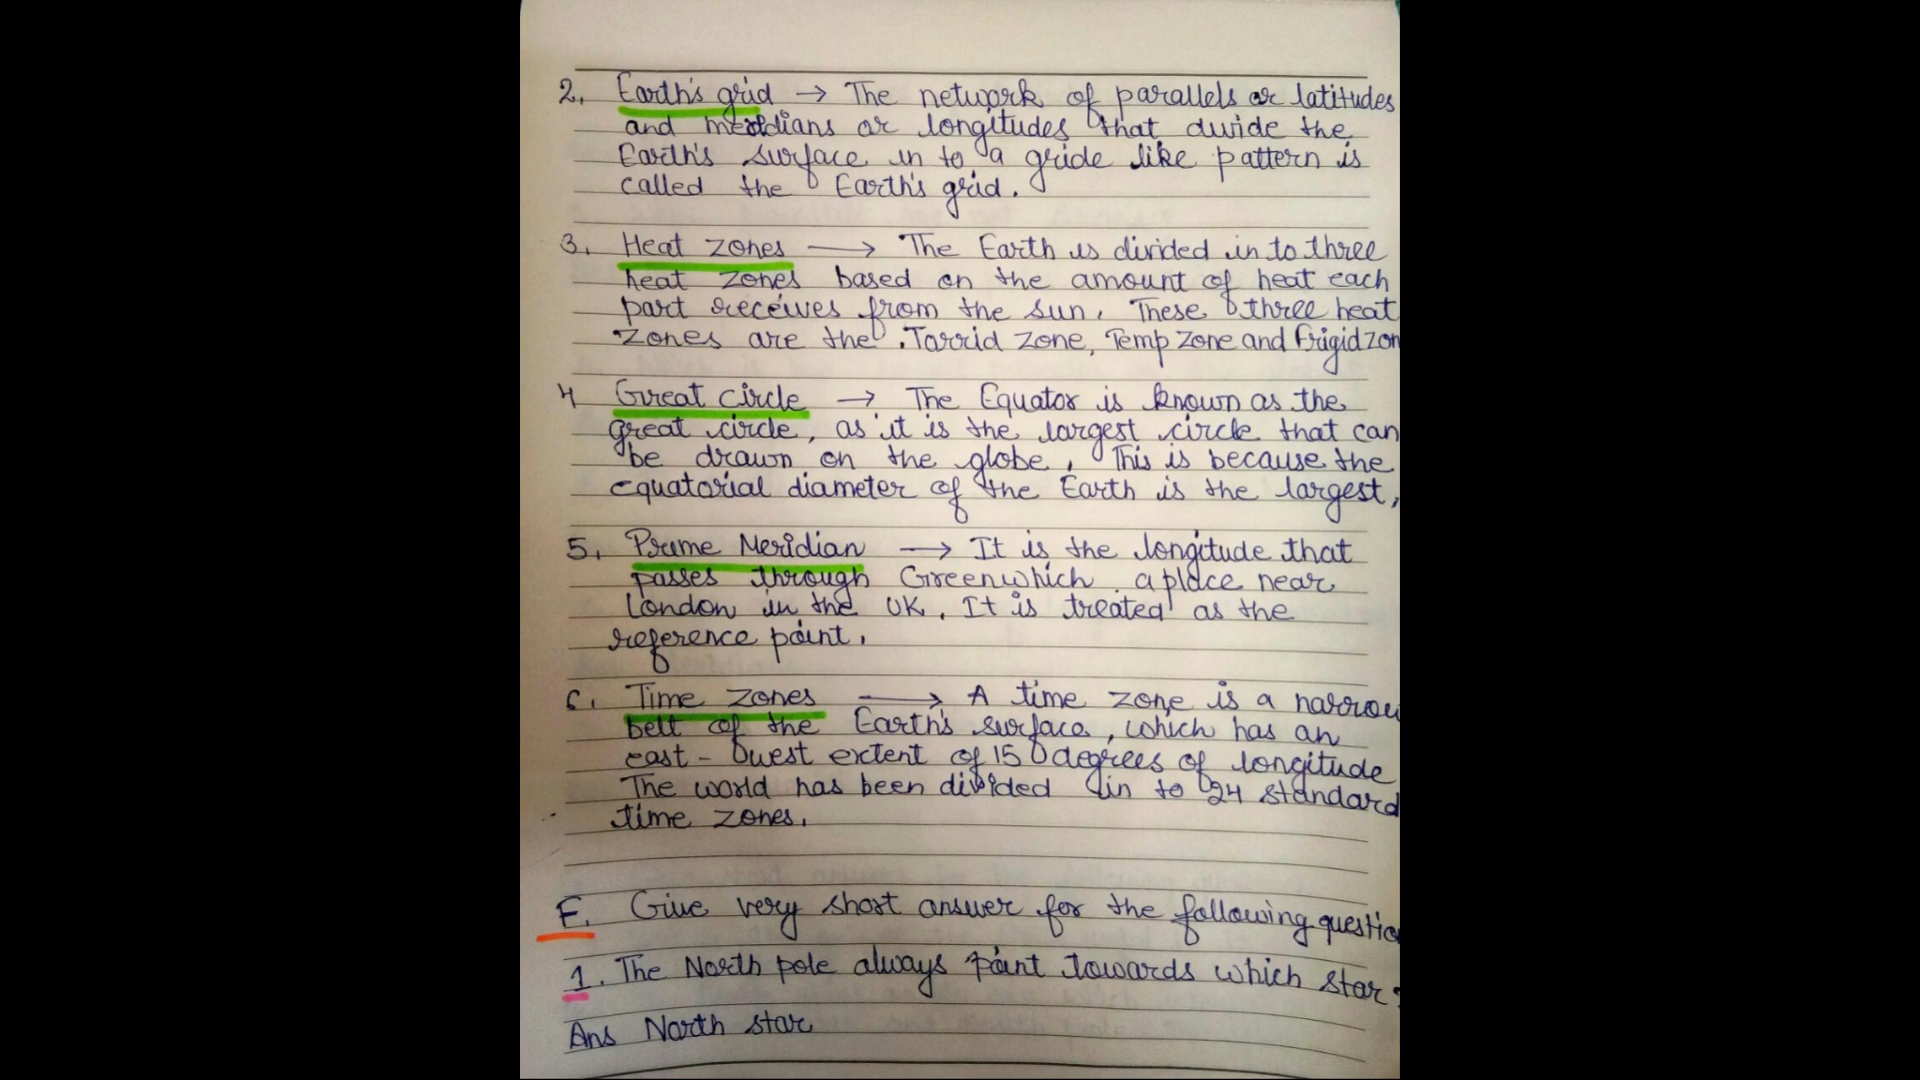 2. Earth's grid → The network of parallels or latitudes
and meridians or longitudes that divide the
Earth's surface in to a gride like pattern is
called the Earth's grid.
3. Heat zones → The Earth is divided in to three
heat zones based on the amount of heat each
part receives from the sun. These three heat
zones are the Torrid zone, Temp zone and Frigid zon
4 Great circle → The Equator is known as the
great circle, as it is the largest circle that can
be drawn on the globe, This is because the
equatorial diameter of the Earth is the largest,
5. Prime Meridian → It is the longitude that
passes through Greenwhich a place near
London in the UK. It is treated as the
reference point.
6. Time zones → A time zone is a narrow
belt of the Earth's surface, which has an
east - west extent of 15 degrees of longitude
The world has been divided in to 24 standard
time zones.
E. Give very short answer for the following questio
1. The North pole always point towards which star?
Ans North star